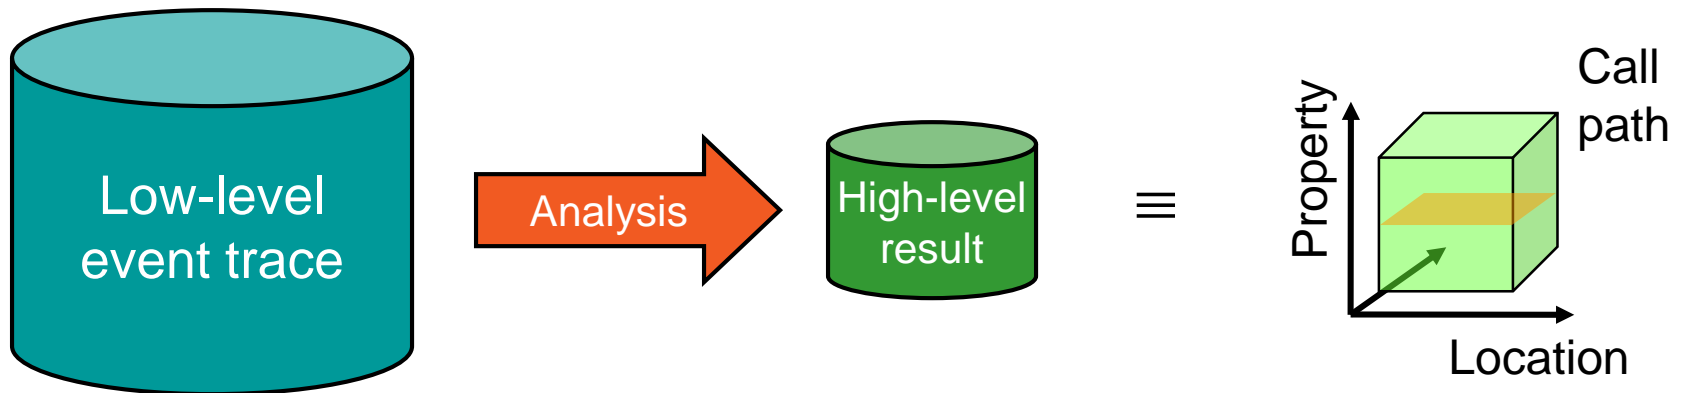 Low-level
event trace
Analysis
High-level
result
≡
Property
Call
path
Location